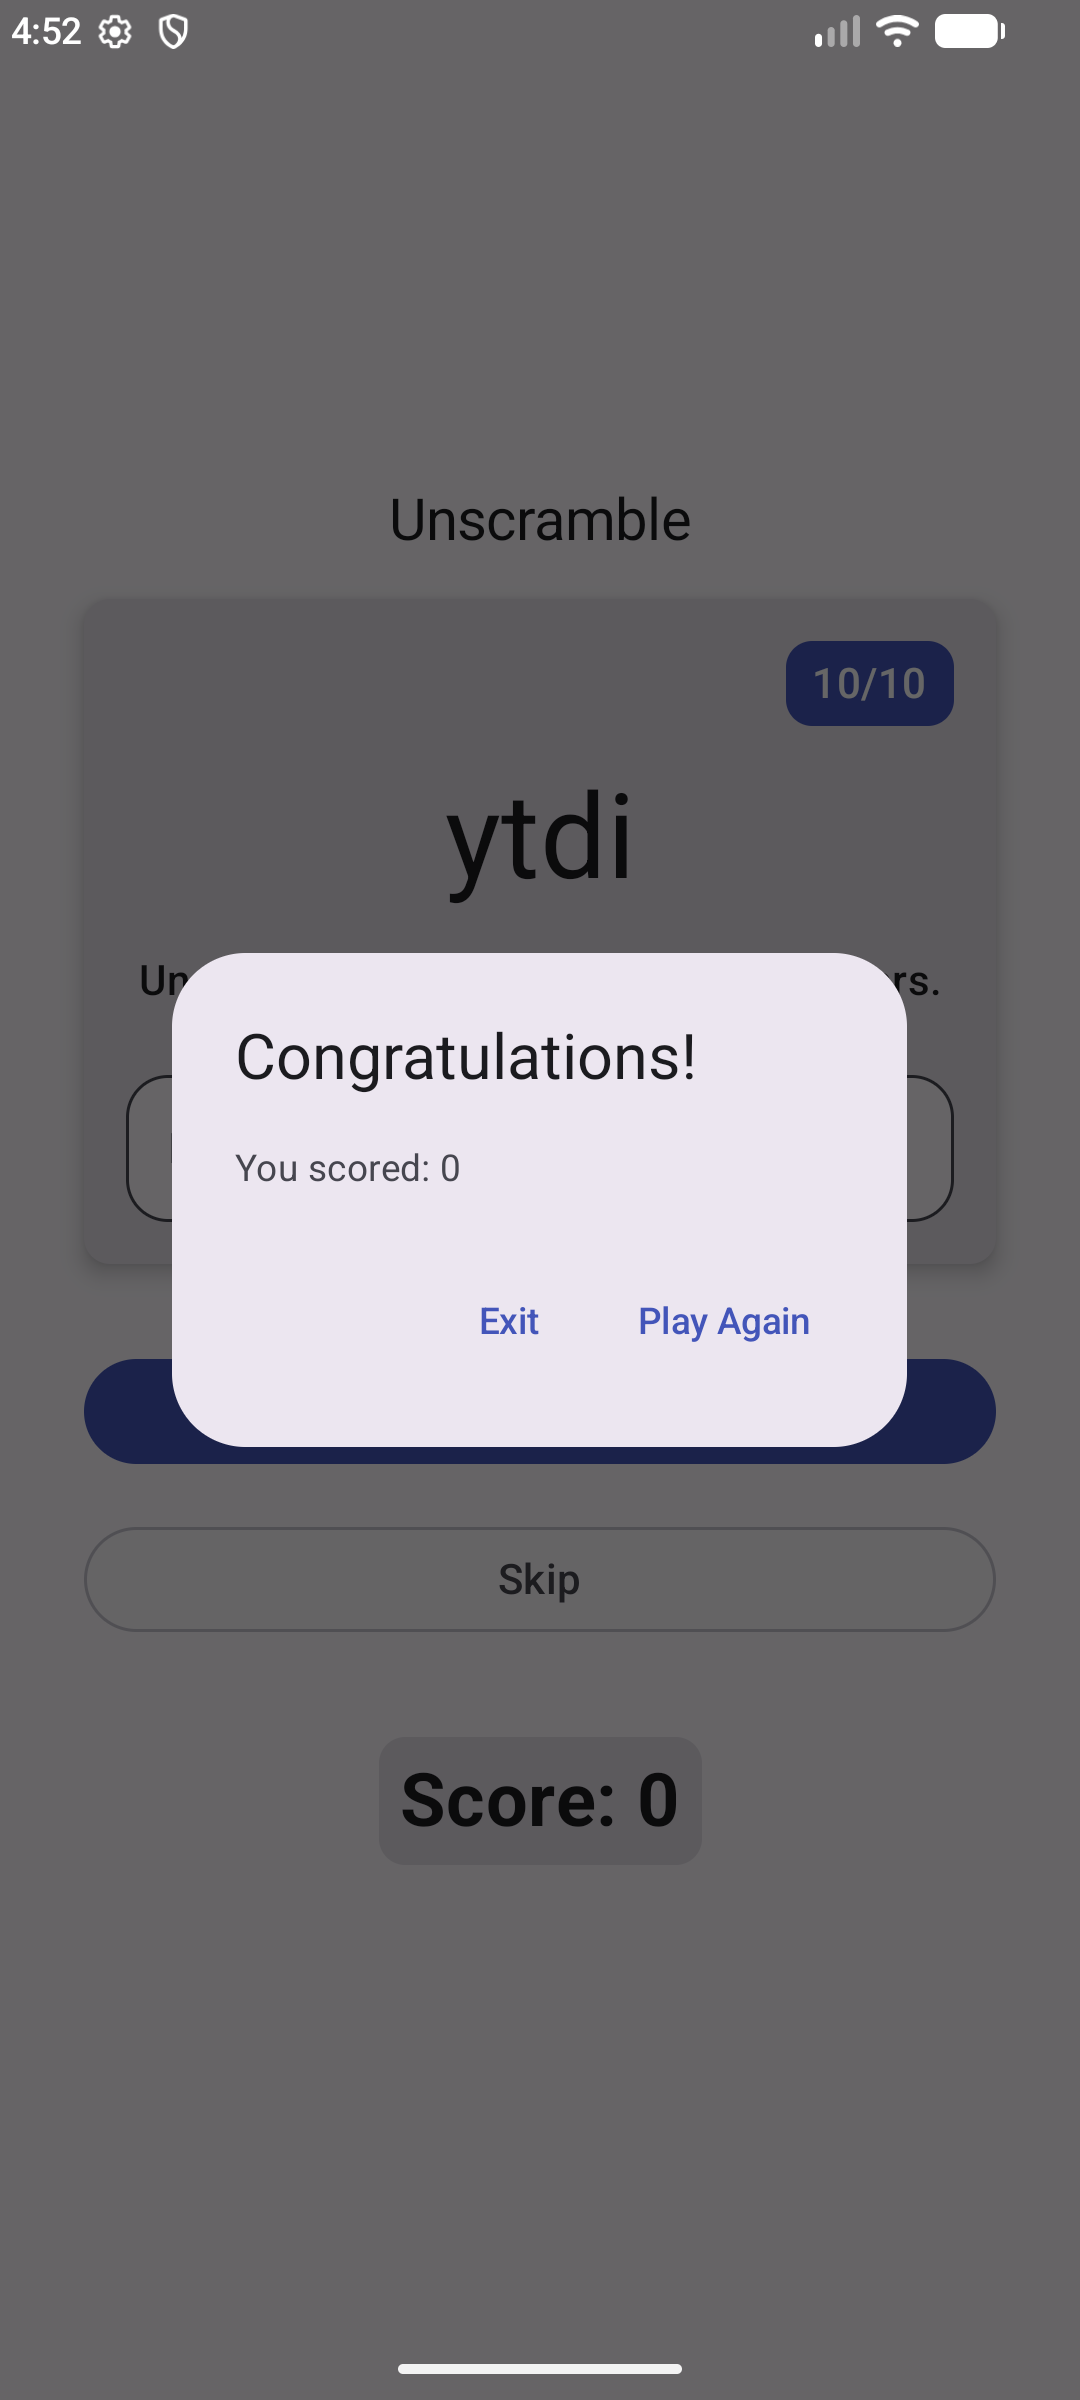 4:52
Unscramble
10/10
ytdi
Congratulations!
You scored: 0
Exit
Play Again
Skip
Score: 0